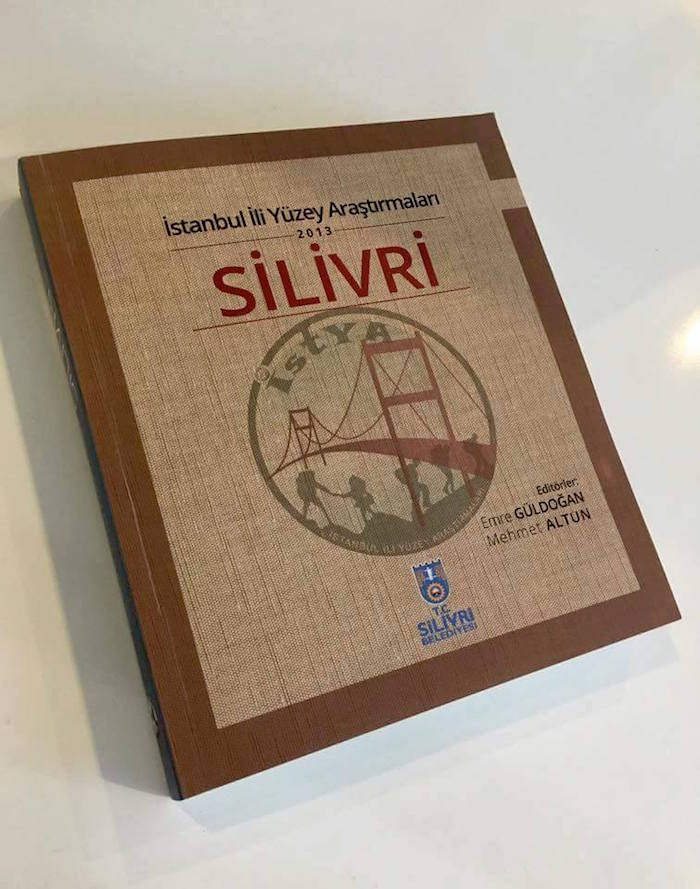 İstanbul İli Yüzey Araştırmaları
2013
SİLİVRİ
İSTYA
İSTANBUL İLİ YÜZEY ARAŞTIRMALARI
Editörler:
Emre GÜLDOĞAN
Mehmet ALTUN
T.C.
SİLİVRİ
BELEDİYESİ